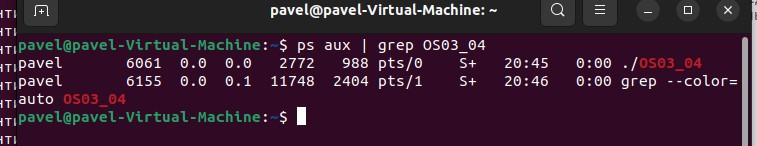 pavel@pavel-Virtual-Machine: ~
pavel@pavel-Virtual-Machine:~$ ps aux | grep OS03_04
pavel 6061 0.0 0.0 2772 988 pts/0 S+ 20:45 0:00 ./OS03_04
pavel 6155 0.0 0.1 11748 2404 pts/1 S+ 20:46 0:00 grep --color=
auto OS03_04
pavel@pavel-Virtual-Machine:~$